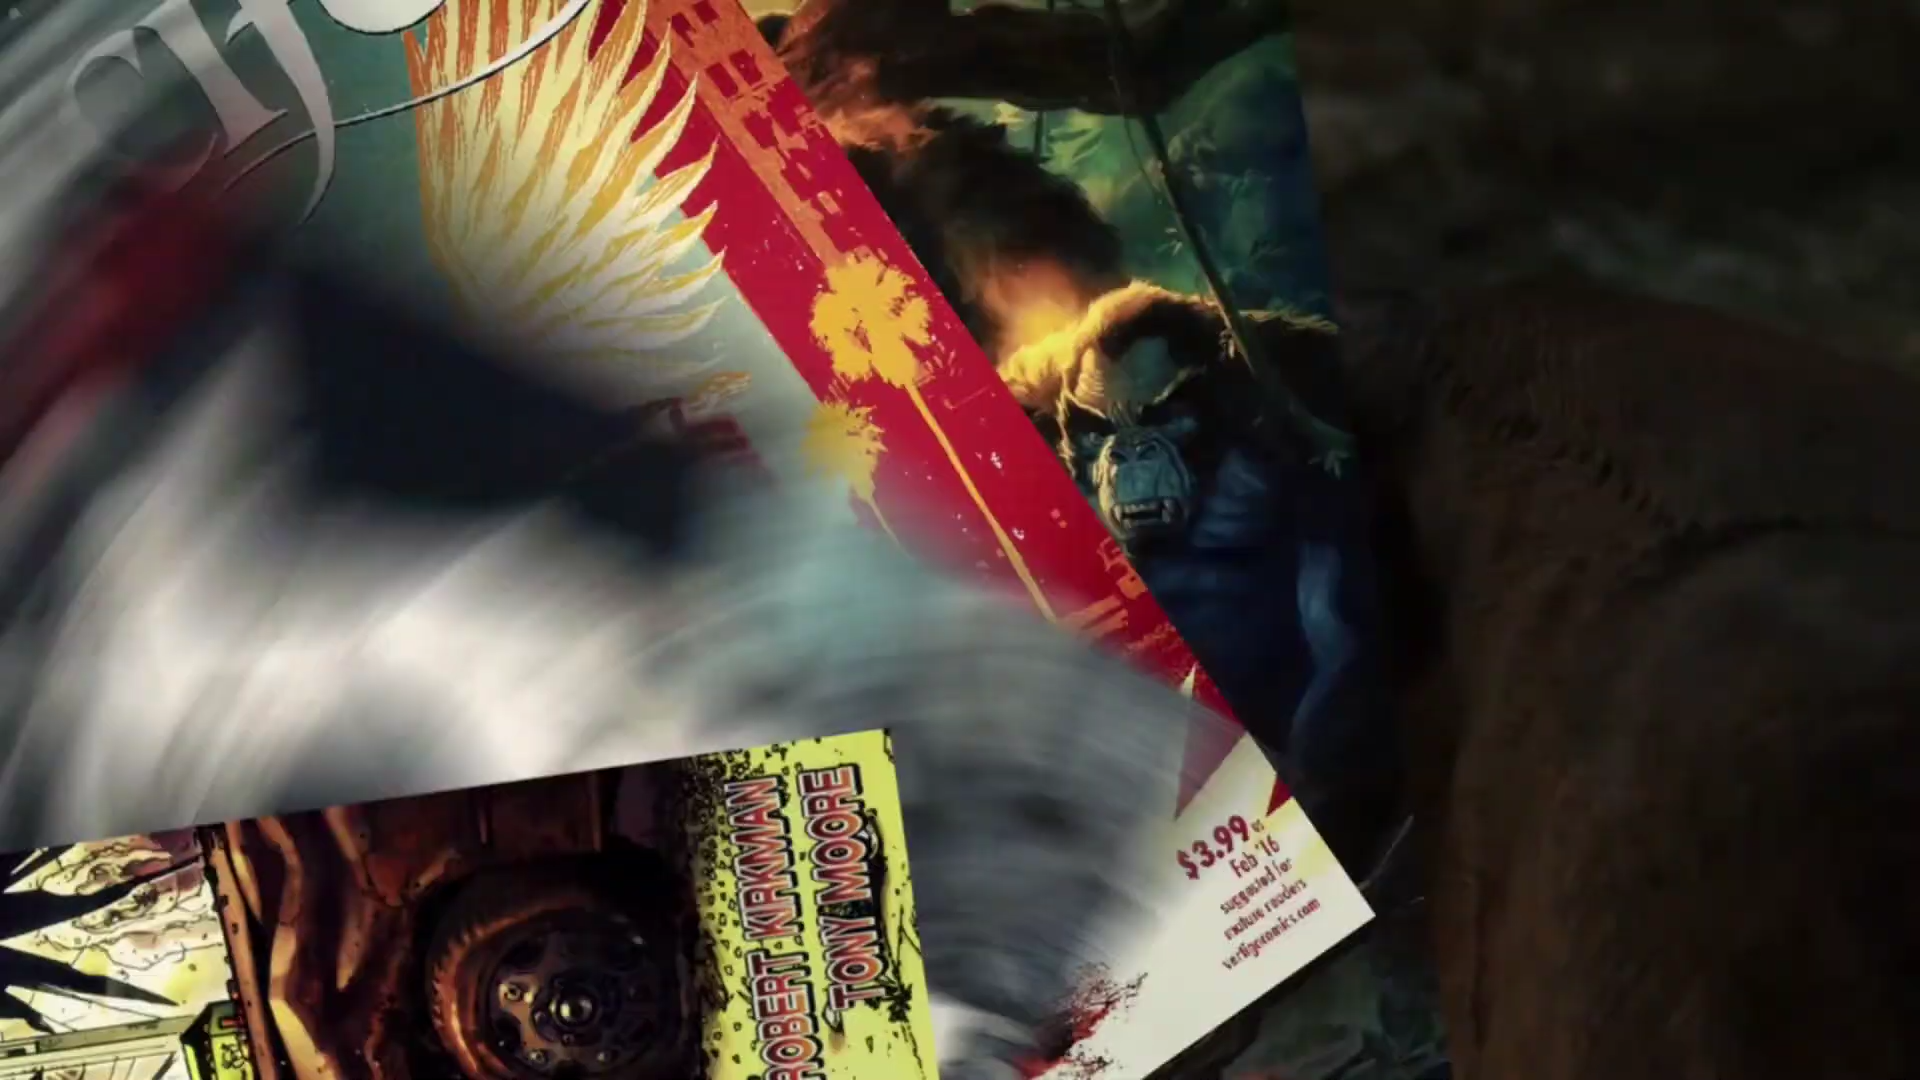 $3.99 US
Feb '16
suggested for
mature readers
vertigocomics.com
ROBERT KIRKMAN
TONY MOORE